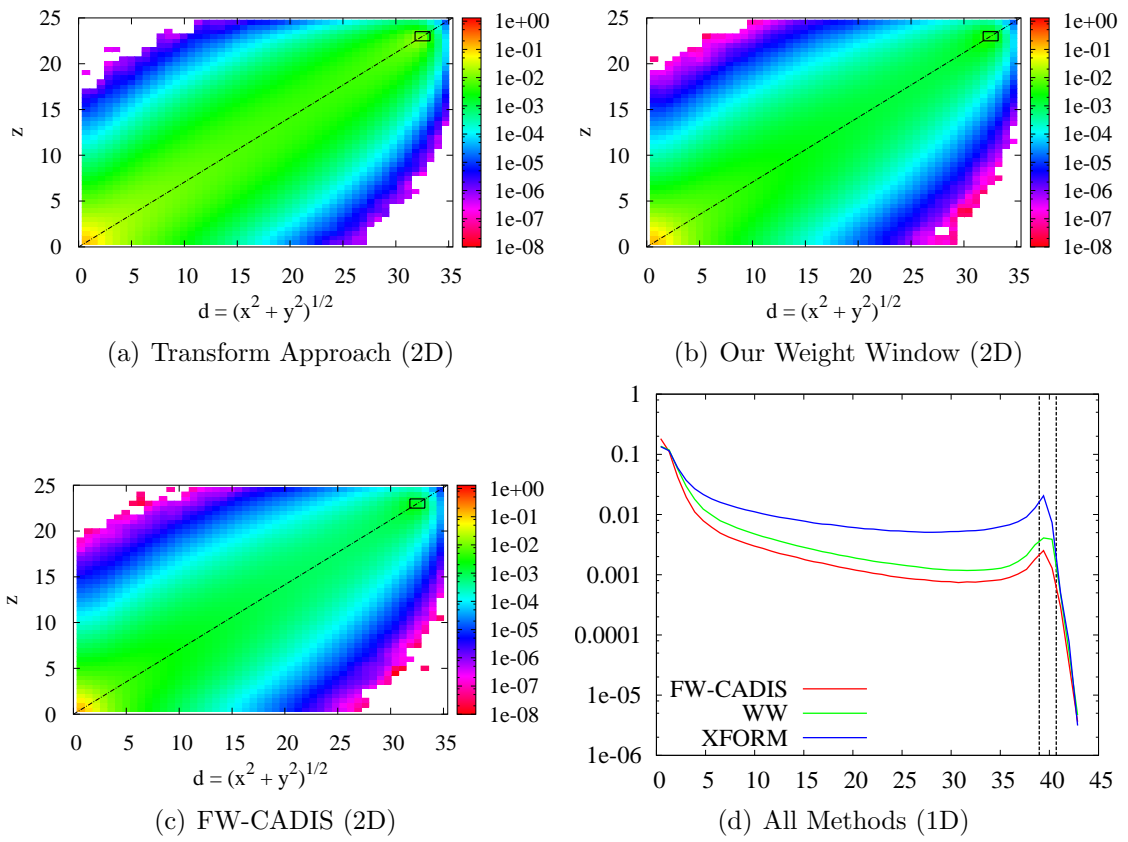 25
20
15
10
5
0
z
0 5 10 15 20 25 30 35
d = (x² + y²)^1/2
1e+00
1e-01
1e-02
1e-03
1e-04
1e-05
1e-06
1e-07
1e-08
(a) Transform Approach (2D)
25
20
15
10
5
0
z
0 5 10 15 20 25 30 35
d = (x² + y²)^1/2
1e+00
1e-01
1e-02
1e-03
1e-04
1e-05
1e-06
1e-07
1e-08
(b) Our Weight Window (2D)
25
20
15
10
5
0
z
0 5 10 15 20 25 30 35
d = (x² + y²)^1/2
1e+00
1e-01
1e-02
1e-03
1e-04
1e-05
1e-06
1e-07
1e-08
(c) FW-CADIS (2D)
1
0.1
0.01
0.001
0.0001
1e-05
1e-06
FW-CADIS
WW
XFORM
0 5 10 15 20 25 30 35 40 45
(d) All Methods (1D)